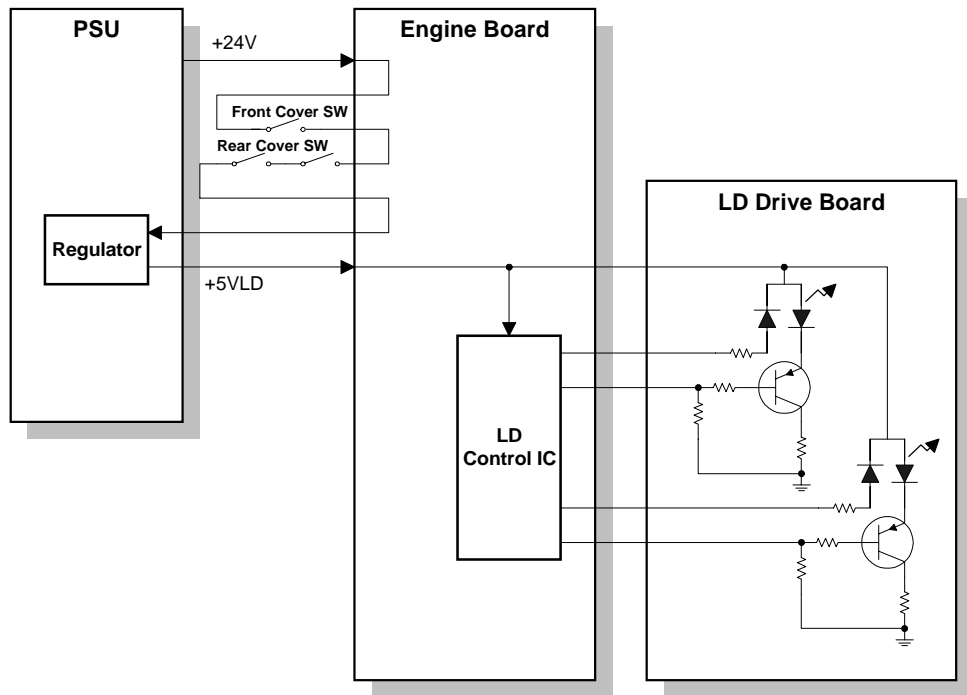 PSU
Engine Board
+24V
Front Cover SW
Rear Cover SW
LD Drive Board
Regulator
+5VLD
LD
Control IC